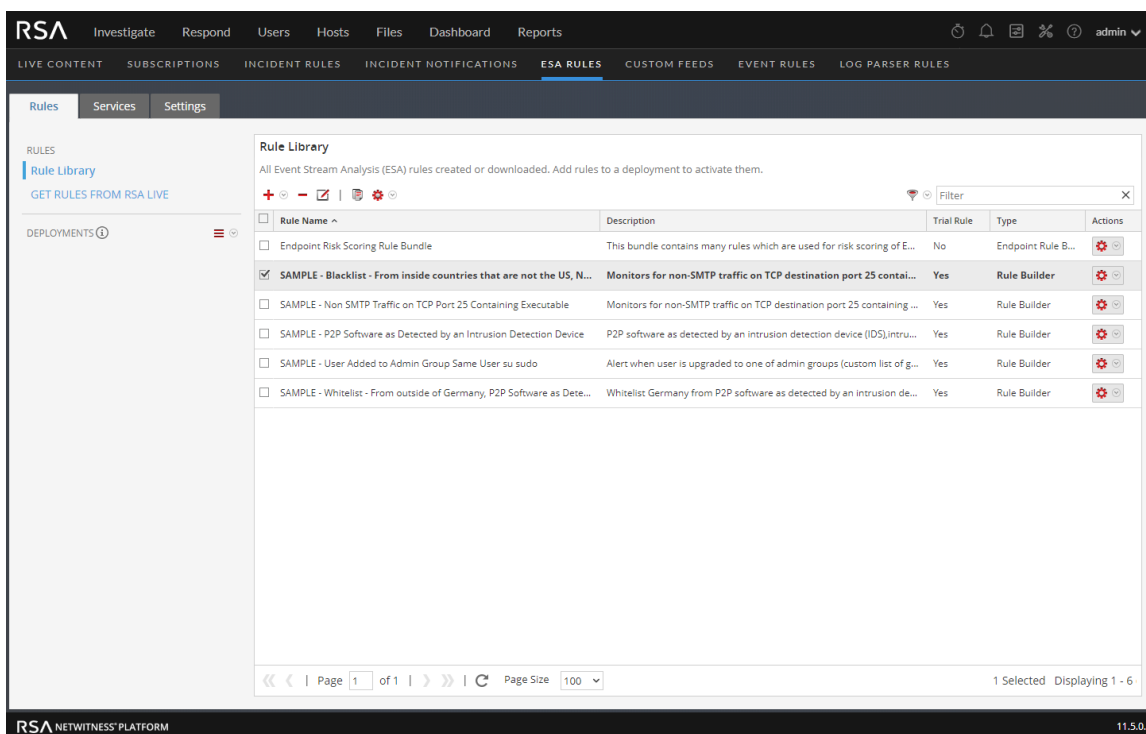 RSA Investigate Respond Users Hosts Files Dashboard Reports admin
LIVE CONTENT SUBSCRIPTIONS INCIDENT RULES INCIDENT NOTIFICATIONS ESA RULES CUSTOM FEEDS EVENT RULES LOG PARSER RULES
Rules Services Settings
RULES
Rule Library
GET RULES FROM RSA LIVE
DEPLOYMENTS
Rule Library
All Event Stream Analysis (ESA) rules created or downloaded. Add rules to a deployment to activate them.
Filter
Rule Name Description Trial Rule Type Actions
Endpoint Risk Scoring Rule Bundle This bundle contains many rules which are used for risk scoring of E... No Endpoint Rule B...
SAMPLE - Blacklist - From inside countries that are not the US, N... Monitors for non-SMTP traffic on TCP destination port 25 contai... Yes Rule Builder
SAMPLE - Non SMTP Traffic on TCP Port 25 Containing Executable Monitors for non-SMTP traffic on TCP destination port 25 containing ... Yes Rule Builder
SAMPLE - P2P Software as Detected by an Intrusion Detection Device P2P software as detected by an intrusion detection device (IDS),intru... Yes Rule Builder
SAMPLE - User Added to Admin Group Same User su sudo Alert when user is upgraded to one of admin groups (custom list of g... Yes Rule Builder
SAMPLE - Whitelist - From outside of Germany, P2P Software as Dete... Whitelist Germany from P2P software as detected by an intrusion de... Yes Rule Builder
Page 1 of 1 Page Size 100 1 Selected Displaying 1 - 6
RSA NETWITNESS® PLATFORM 11.5.0.